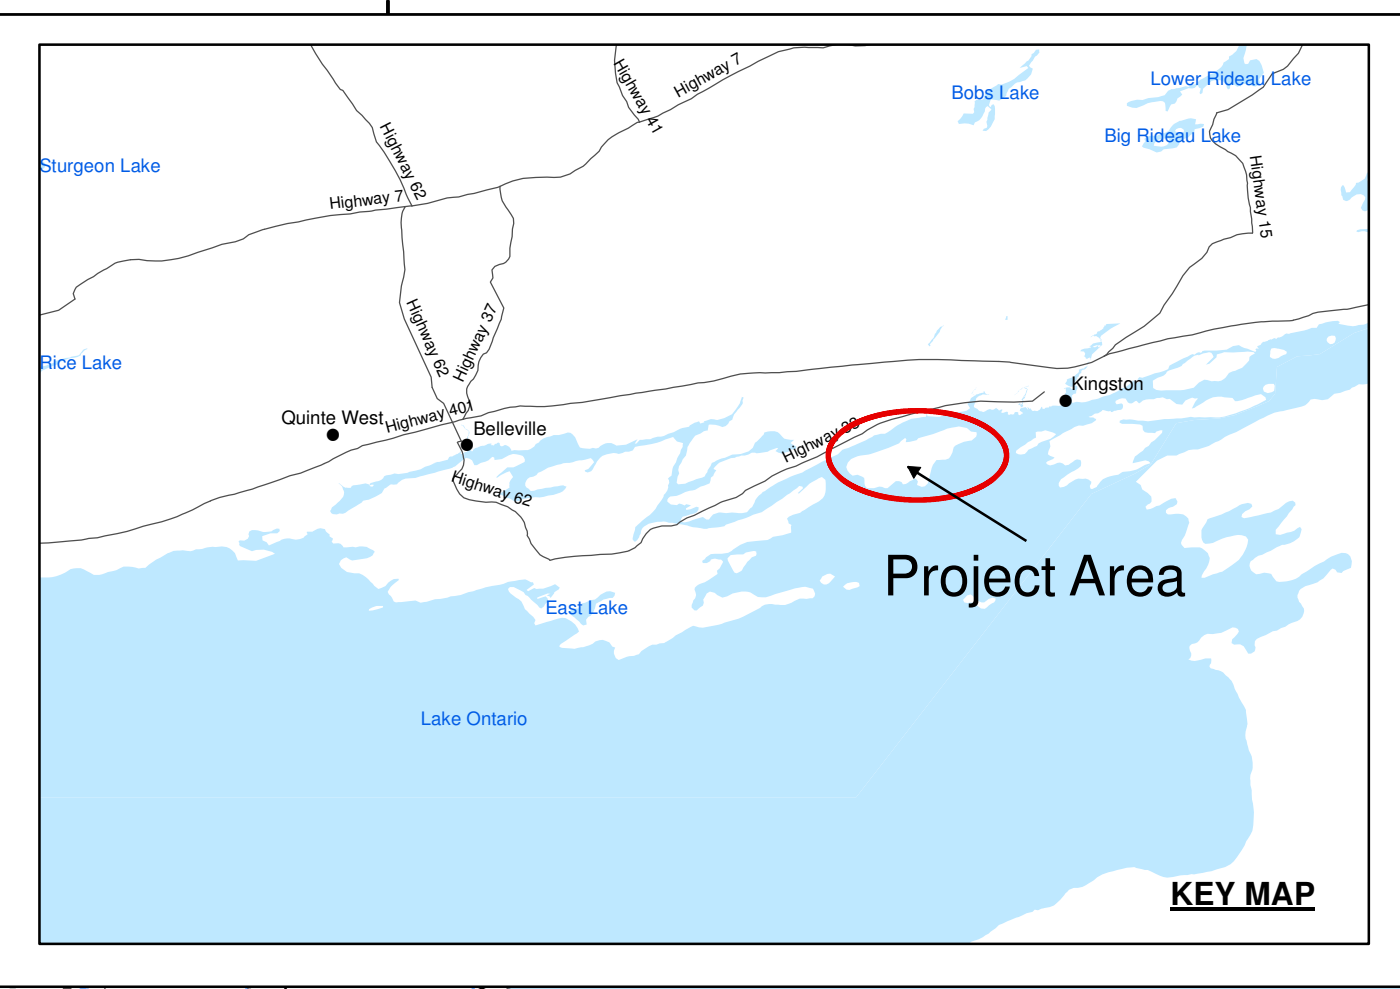 Highway 7
Highway 41
Lower Rideau Lake
Bobs Lake
Big Rideau Lake
Highway 62
Sturgeon Lake
Highway 7
Highway 15
Highway 62
Highway 37
Rice Lake
Kingston
Quinte West
Highway 401
Belleville
Highway 33
Highway 62
Project Area
East Lake
Lake Ontario
KEY MAP